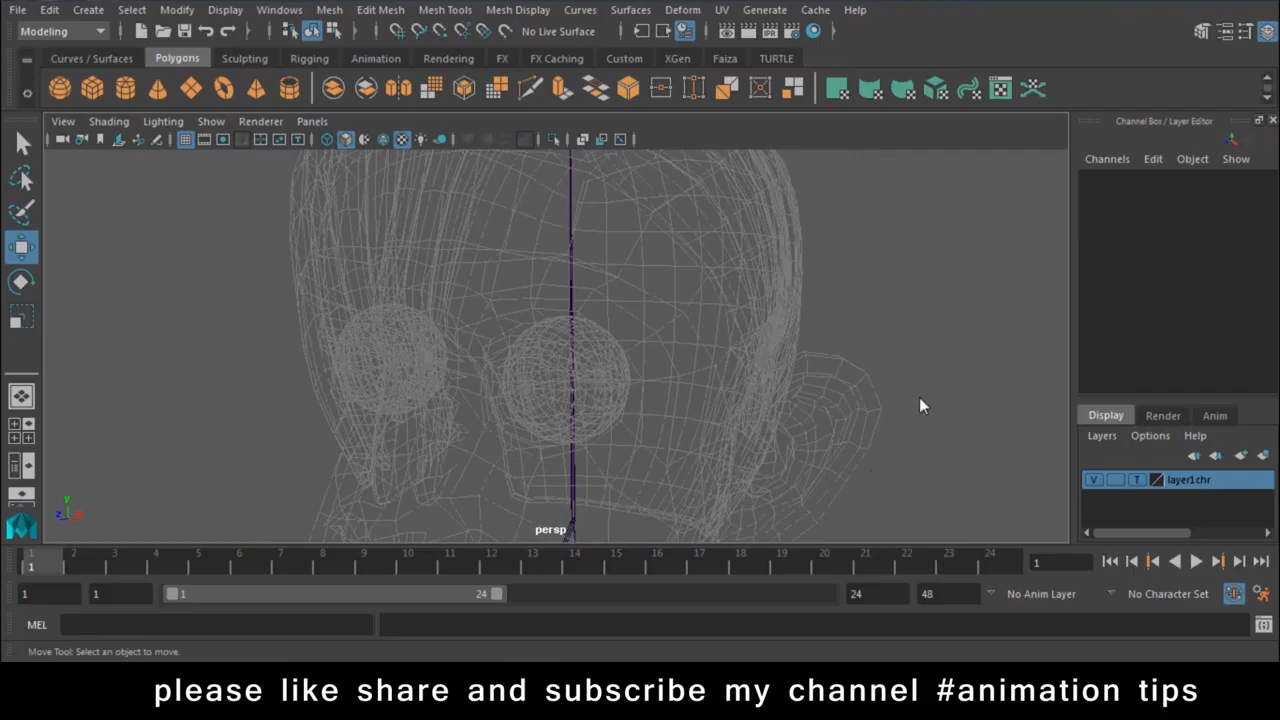 File Edit Create Select Modify Display Windows Mesh Edit Mesh Mesh Tools Mesh Display Curves Surfaces Deform UV Generate Cache Help
Modeling No Live Surface
Curves / Surfaces Polygons Sculpting Rigging Animation Rendering FX FX Caching Custom XGen Faiza TURTLE
View Shading Lighting Show Renderer Panels
Channel Box / Layer Editor
Channels Edit Object Show
Display Render Anim
Layers Options Help
V T layer1chr
y
z x
persp
1 2 3 4 5 6 7 8 9 10 11 12 13 14 15 16 17 18 19 20 21 22 23 24
1 1
1 1 1 24 24 48 No Anim Layer No Character Set
MEL
Move Tool: Select an object to move.
please like share and subscribe my channel #animation tips